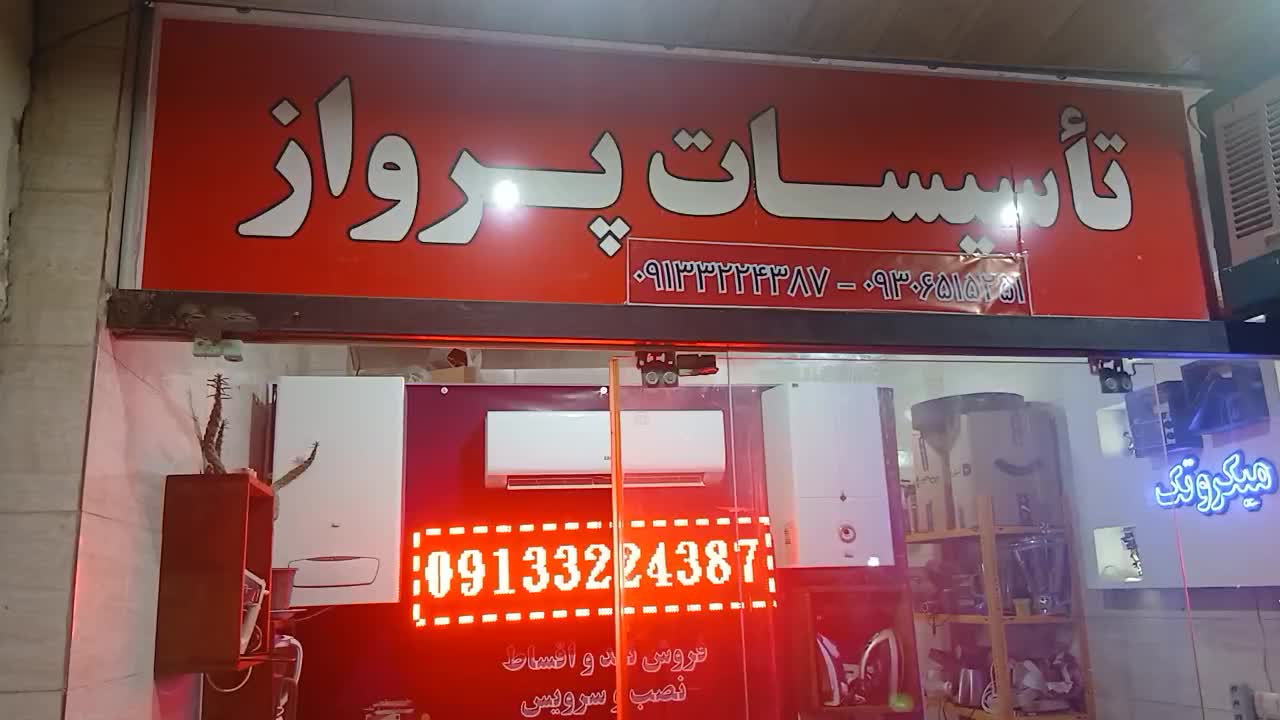 تأسیسات پرواز
۰۹۱۳۳۲۲۴۳۸۷ - ۰۹۳۰۶۵۱۵۲۵۱
09133224387
میکروتک
فروش نقد و اقساط
نصب و سرویس